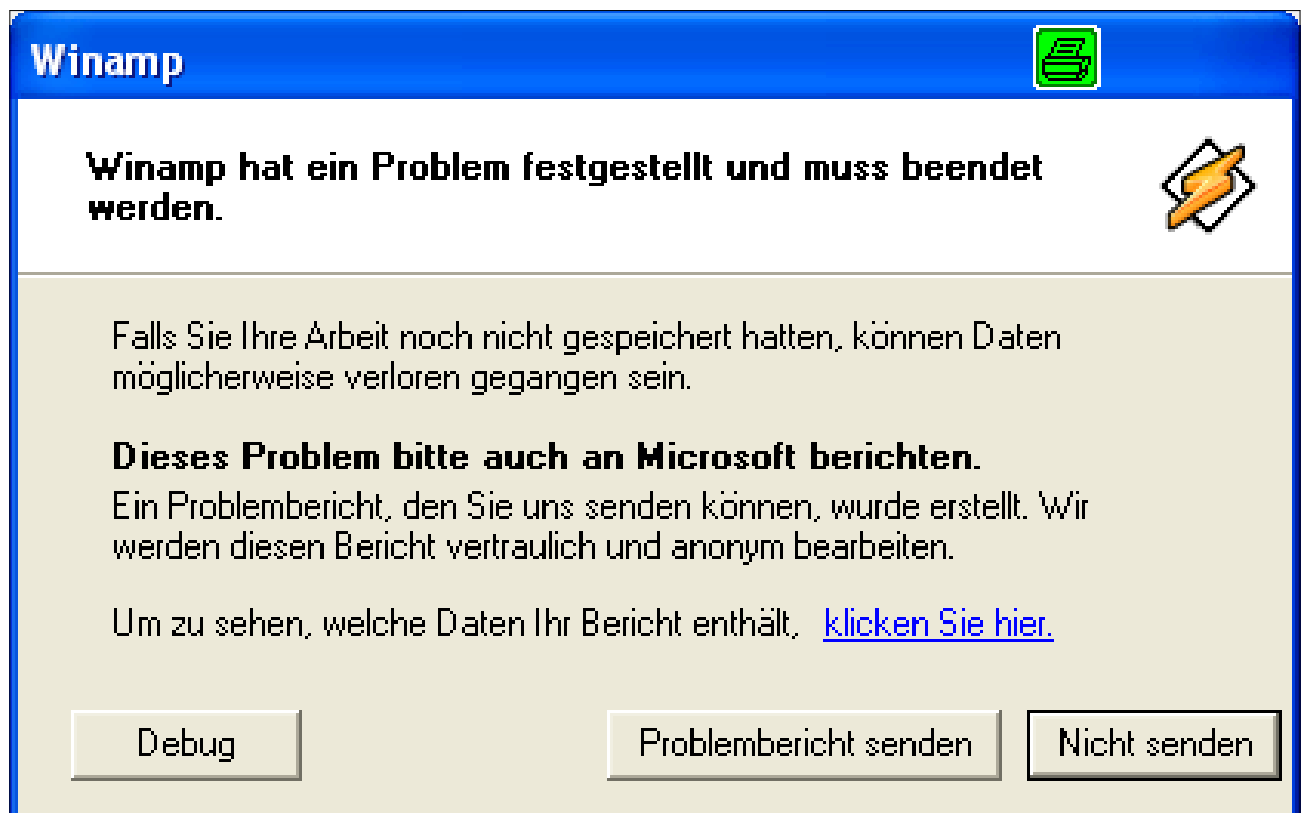 Winamp
Winamp hat ein Problem festgestellt und muss beendet
werden.
Falls Sie Ihre Arbeit noch nicht gespeichert hatten, können Daten
möglicherweise verloren gegangen sein.
Dieses Problem bitte auch an Microsoft berichten.
Ein Problembericht, den Sie uns senden können, wurde erstellt. Wir
werden diesen Bericht vertraulich und anonym bearbeiten.
Um zu sehen, welche Daten Ihr Bericht enthält, klicken Sie hier.
Debug Problembericht senden Nicht senden